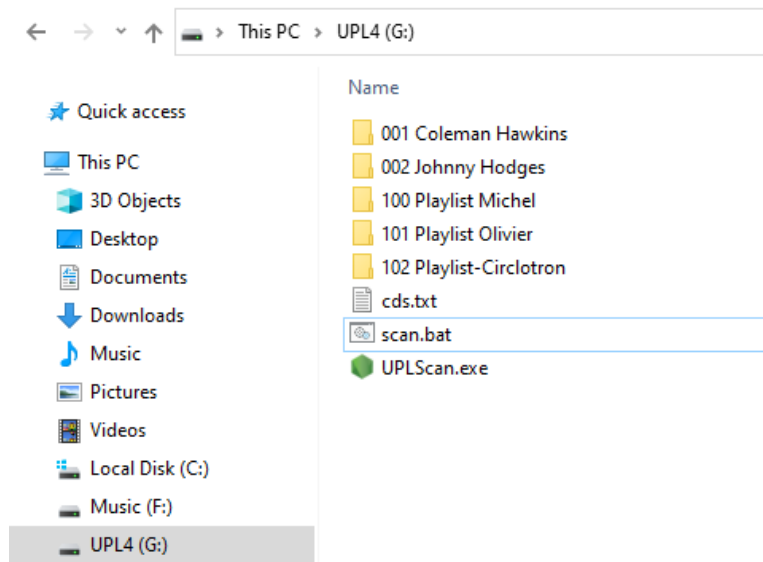 This PC > UPL4 (G:)
Quick access
This PC
3D Objects
Desktop
Documents
Downloads
Music
Pictures
Videos
Local Disk (C:)
Music (F:)
UPL4 (G:)
Name
001 Coleman Hawkins
002 Johnny Hodges
100 Playlist Michel
101 Playlist Olivier
102 Playlist-Circlotron
cds.txt
scan.bat
UPLScan.exe